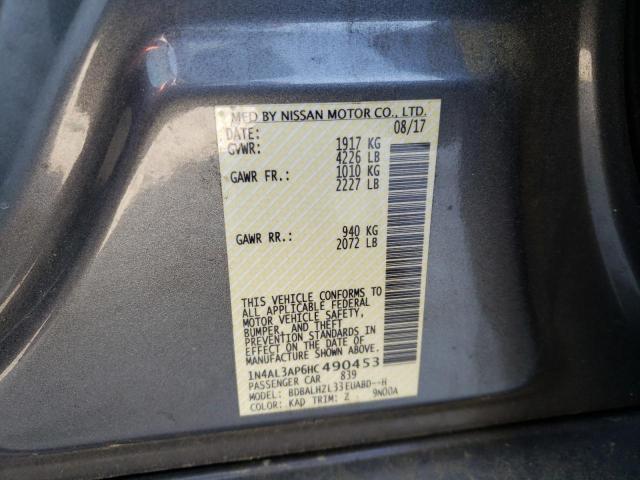 MFD BY NISSAN MOTOR CO., LTD.
DATE: 08/17
GVWR: 1917 KG
4226 LB
GAWR FR.: 1010 KG
2227 LB
GAWR RR.: 940 KG
2072 LB
THIS VEHICLE CONFORMS TO
ALL APPLICABLE FEDERAL
MOTOR VEHICLE SAFETY,
BUMPER, AND THEFT
PREVENTION STANDARDS IN
EFFECT ON THE DATE OF
MANUFACTURE SHOWN ABOVE.
1N4AL3AP6HC490453
PASSENGER CAR 839
MODEL: BDBALHZL33EUABD--H
COLOR: KAD TRIM: Z 9N00A